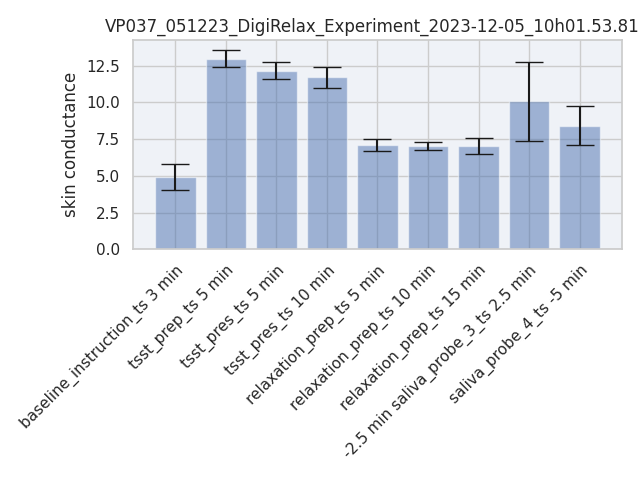 VP037_051223_DigiRelax_Experiment_2023-12-05_10h01.53.81
skin conductance
12.5
10.0
7.5
5.0
2.5
0.0
baseline_instruction_ts 3 min
tsst_prep_ts 5 min
tsst_pres_ts 5 min
tsst_pres_ts 10 min
relaxation_prep_ts 5 min
relaxation_prep_ts 10 min
relaxation_prep_ts 15 min
-2.5 min saliva_probe_3_ts 2.5 min
saliva_probe_4_ts -5 min